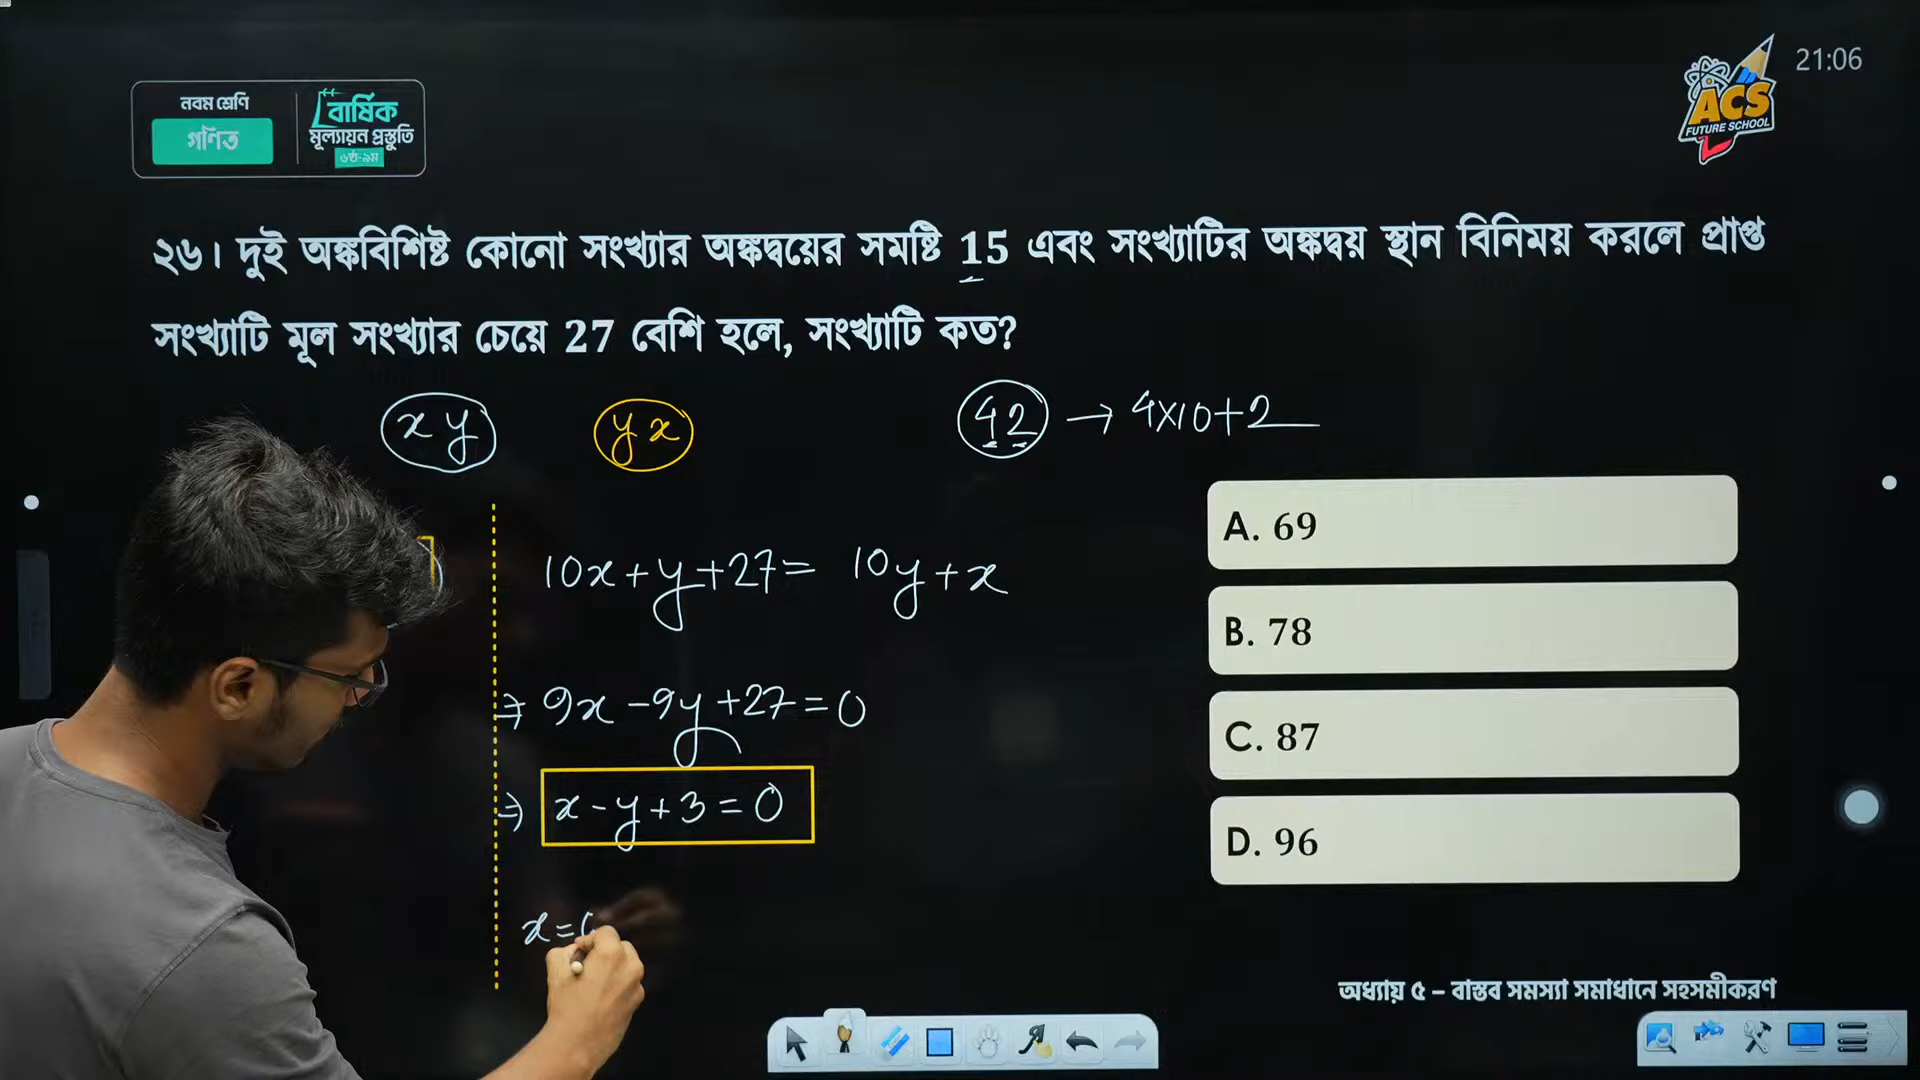 নবম শ্রেণি
গণিত
বার্ষিক
মূল্যায়ন প্রস্তুতি
৬ষ্ঠ-৯ম
ACS
FUTURE SCHOOL
21:06
২৬। দুই অঙ্কবিশিষ্ট কোনো সংখ্যার অঙ্কদ্বয়ের সমষ্টি 15 এবং সংখ্যাটির অঙ্কদ্বয় স্থান বিনিময় করলে প্রাপ্ত
সংখ্যাটি মূল সংখ্যার চেয়ে 27 বেশি হলে, সংখ্যাটি কত?
x y
y x
42 → 4×10+2
10x+y+27= 10y+x
⇒ 9x-9y+27=0
⇒ x-y+3=0
x=
A. 69
B. 78
C. 87
D. 96
অধ্যায় ৫ – বাস্তব সমস্যা সমাধানে সহসমীকরণ